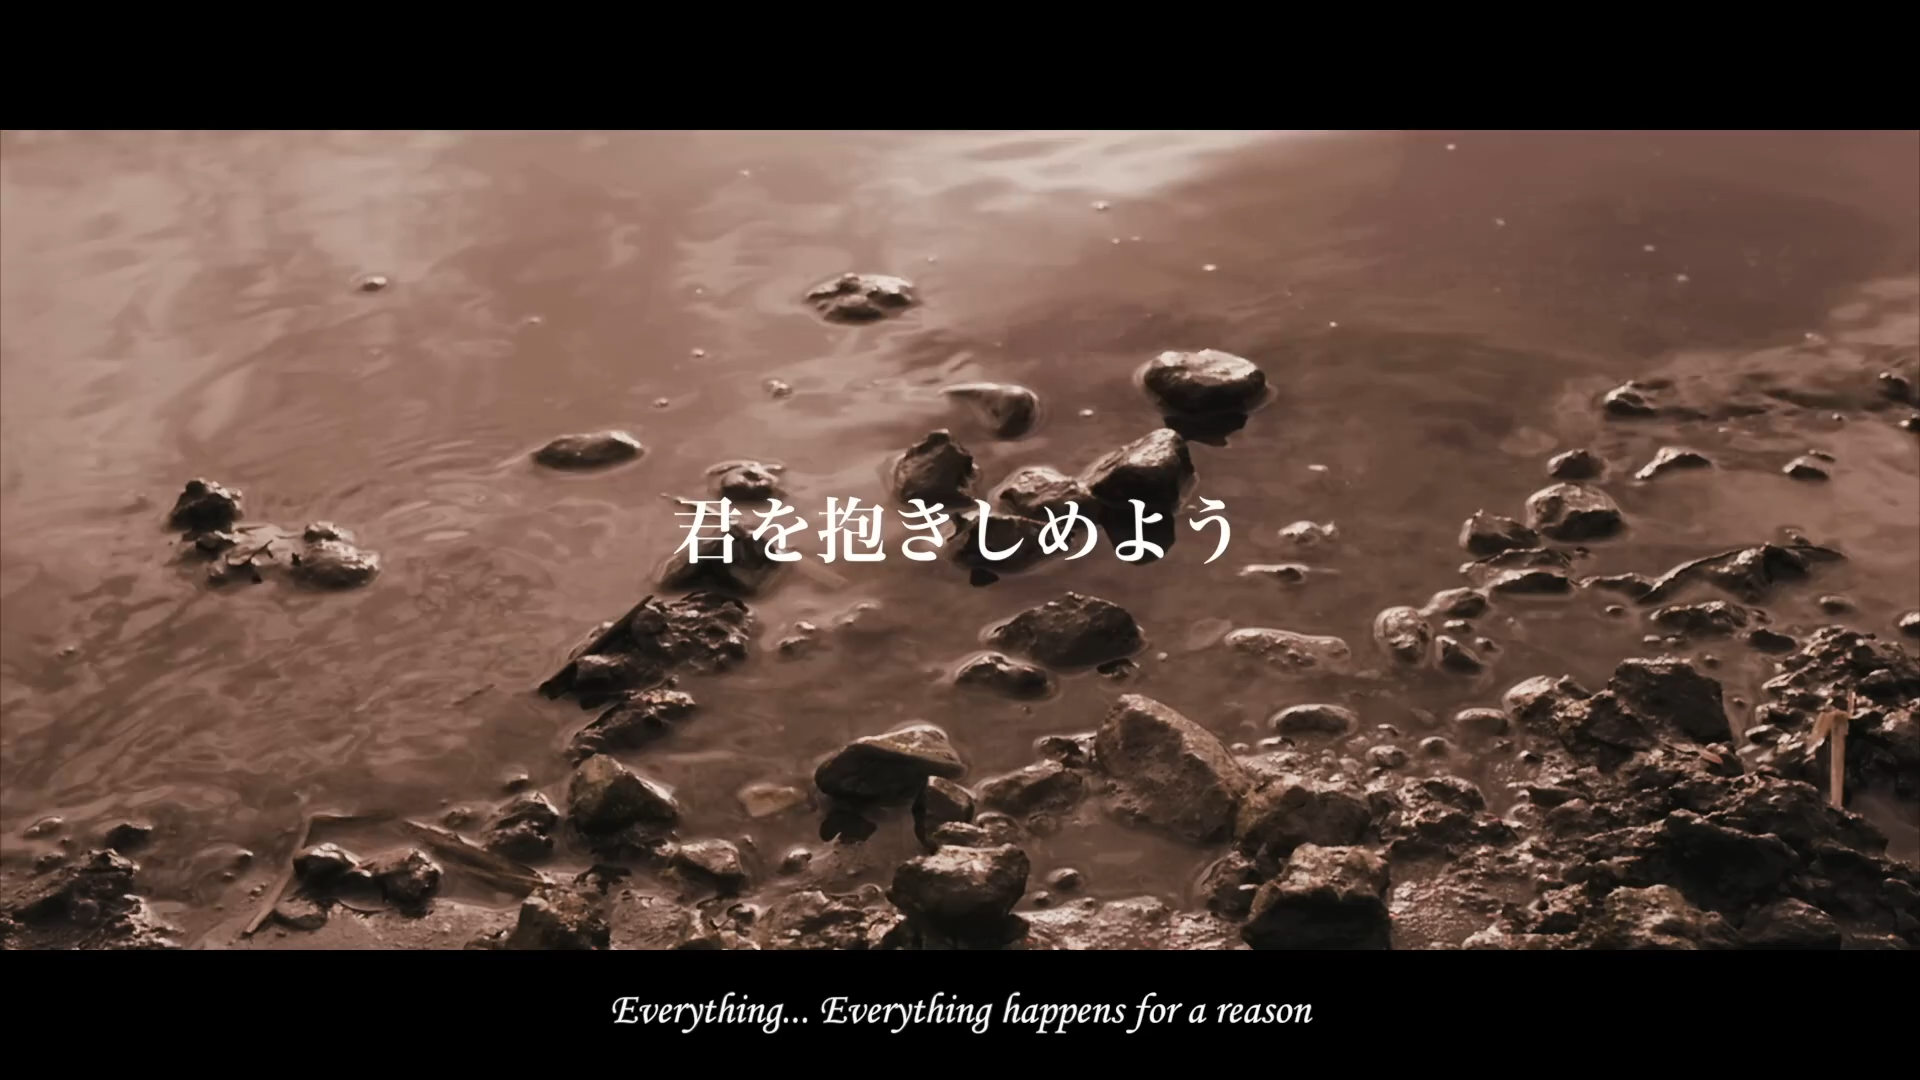 君を抱きしめよう
Everything... Everything happens for a reason